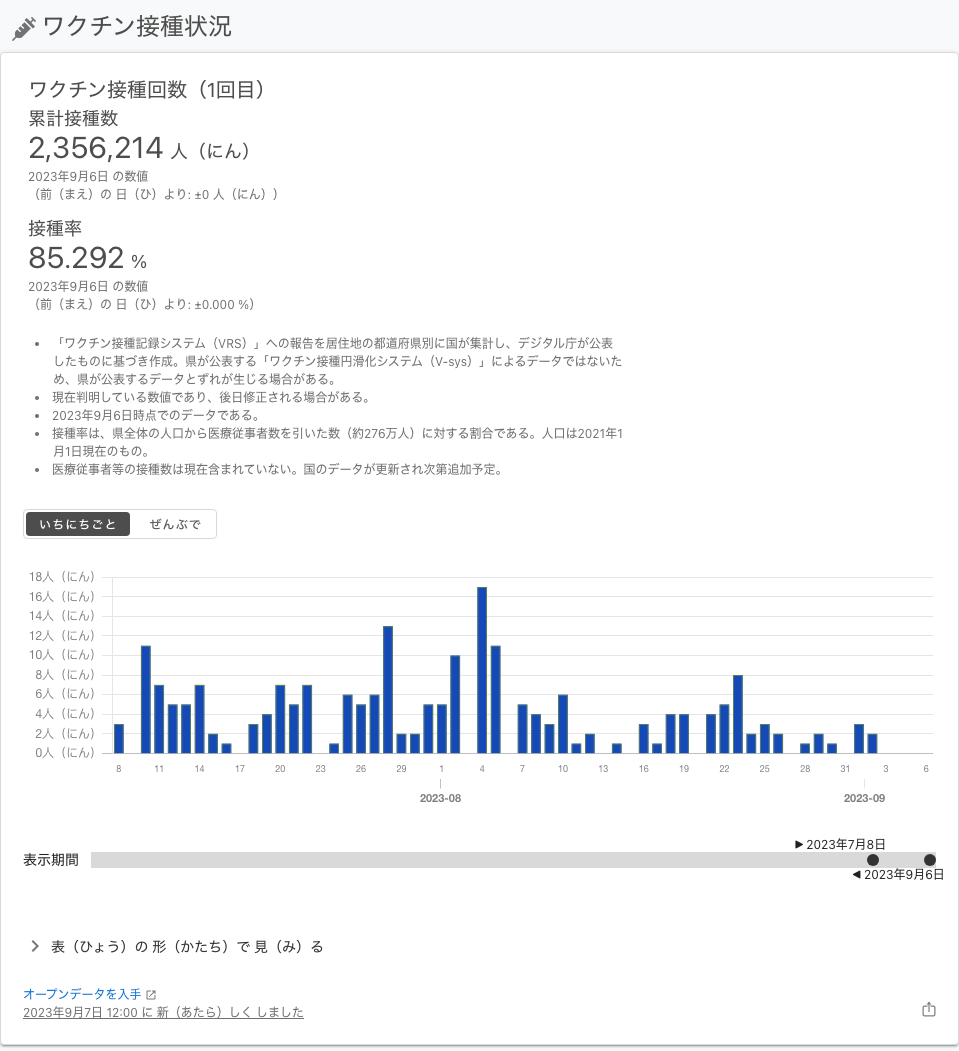 ワクチン接種状況
ワクチン接種回数（1回目）
累計接種数
2,356,214 人（にん）
2023年9月6日 の数値
（前（まえ）の 日（ひ）より: ±0 人（にん））
接種率
85.292 %
2023年9月6日 の数値
（前（まえ）の 日（ひ）より: ±0.000 %）
• 「ワクチン接種記録システム（VRS）」への報告を居住地の都道府県別に国が集計し、デジタル庁が公表
したものに基づき作成。県が公表する「ワクチン接種円滑化システム（V-sys）」によるデータではないた
め、県が公表するデータとずれが生じる場合がある。
• 現在判明している数値であり、後日修正される場合がある。
• 2023年9月6日時点でのデータである。
• 接種率は、県全体の人口から医療従事者数を引いた数（約276万人）に対する割合である。人口は2021年1
月1日現在のもの。
• 医療従事者等の接種数は現在含まれていない。国のデータが更新され次第追加予定。
いちにちごと ぜんぶで
18人（にん）
16人（にん）
14人（にん）
12人（にん）
10人（にん）
8人（にん）
6人（にん）
4人（にん）
2人（にん）
0人（にん）
8 11 14 17 20 23 26 29 1 4 7 10 13 16 19 22 25 28 31 3 6
2023-08 2023-09
▶ 2023年7月8日
表示期間
◀ 2023年9月6日
表（ひょう）の 形（かたち）で 見（み）る
オープンデータを入手
2023年9月7日 12:00 に 新（あたら）しく しました